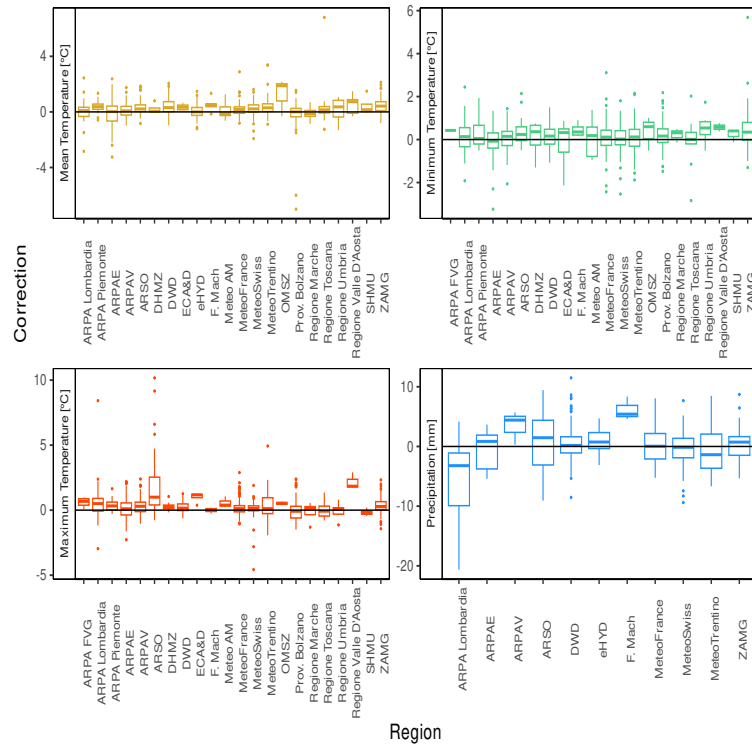 Correction
Mean Temperature [°C]
4
0
-4
ARPA Lombardia
ARPA Piemonte
ARPAE
ARPAV
ARSO
DHMZ
DWD
ECA&D
eHYD
F. Mach
Meteo AM
MeteoFrance
MeteoSwiss
MeteoTrentino
OMSZ
Prov. Bolzano
Regione Marche
Regione Toscana
Regione Umbria
Regione Valle D'Aosta
SHMU
ZAMG
Minimum Temperature [°C]
6
4
2
0
-2
ARPA FVG
ARPA Lombardia
ARPA Piemonte
ARPAE
ARPAV
ARSO
DHMZ
DWD
ECA&D
F. Mach
Meteo AM
MeteoFrance
MeteoSwiss
MeteoTrentino
OMSZ
Prov. Bolzano
Regione Marche
Regione Toscana
Regione Umbria
Regione Valle D'Aosta
SHMU
ZAMG
Maximum Temperature [°C]
10
5
0
-5
ARPA FVG
ARPA Lombardia
ARPA Piemonte
ARPAE
ARPAV
ARSO
DHMZ
DWD
ECA&D
F. Mach
Meteo AM
MeteoFrance
MeteoSwiss
MeteoTrentino
OMSZ
Prov. Bolzano
Regione Marche
Regione Toscana
Regione Umbria
Regione Valle D'Aosta
SHMU
ZAMG
Precipitation [mm]
10
0
-10
-20
ARPA Lombardia
ARPAE
ARPAV
ARSO
DWD
eHYD
F. Mach
MeteoFrance
MeteoSwiss
MeteoTrentino
ZAMG
Region